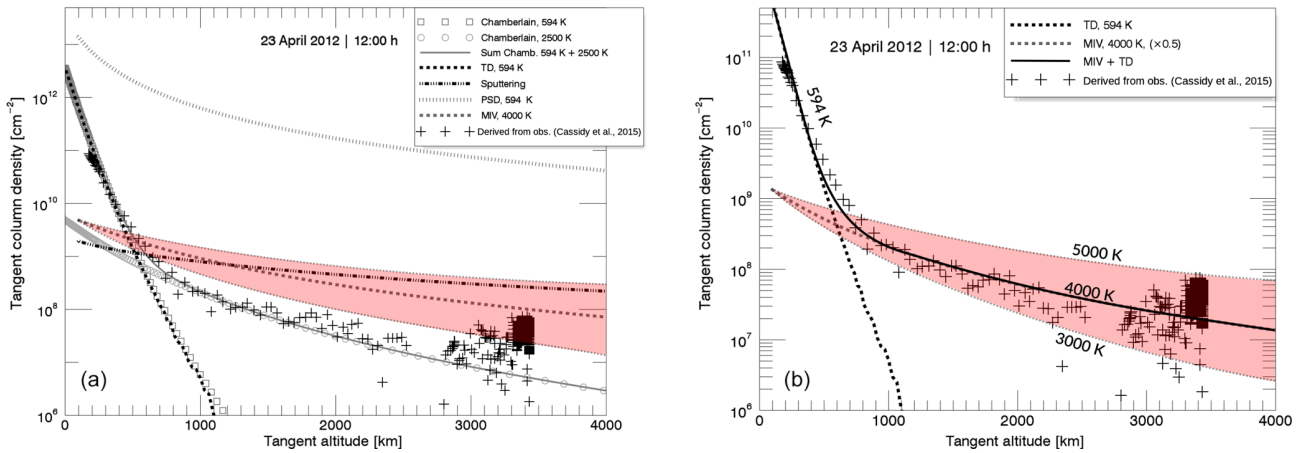 23 April 2012 | 12:00 h
Chamberlain, 594 K
Chamberlain, 2500 K
Sum Chamb. 594 K + 2500 K
TD, 594 K
Sputtering
PSD, 594 K
MIV, 4000 K
Derived from obs. (Cassidy et al., 2015)
Tangent column density [cm⁻²]
10¹²
10¹⁰
10⁸
10⁶
(a)
0 1000 2000 3000 4000
Tangent altitude [km]
23 April 2012 | 12:00 h
TD, 594 K
MIV, 4000 K, (×0.5)
MIV + TD
Derived from obs. (Cassidy et al., 2015)
Tangent column density [cm⁻²]
10¹¹
10¹⁰
10⁹
10⁸
10⁷
10⁶
594 K
5000 K
4000 K
3000 K
(b)
0 1000 2000 3000 4000
Tangent altitude [km]